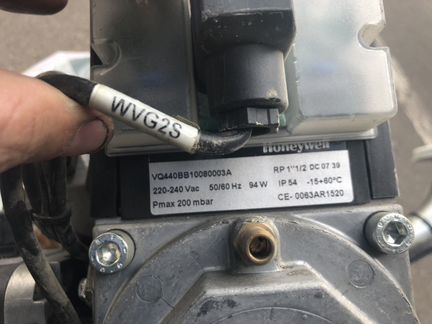 WVG2S
Honeywell
VQ440BB10080003A RP 1"1/2 DC 07 39
220-240 Vac 50/60 Hz 94 W IP 54 -15+60°C
Pmax 200 mbar CE- 0063AR1520